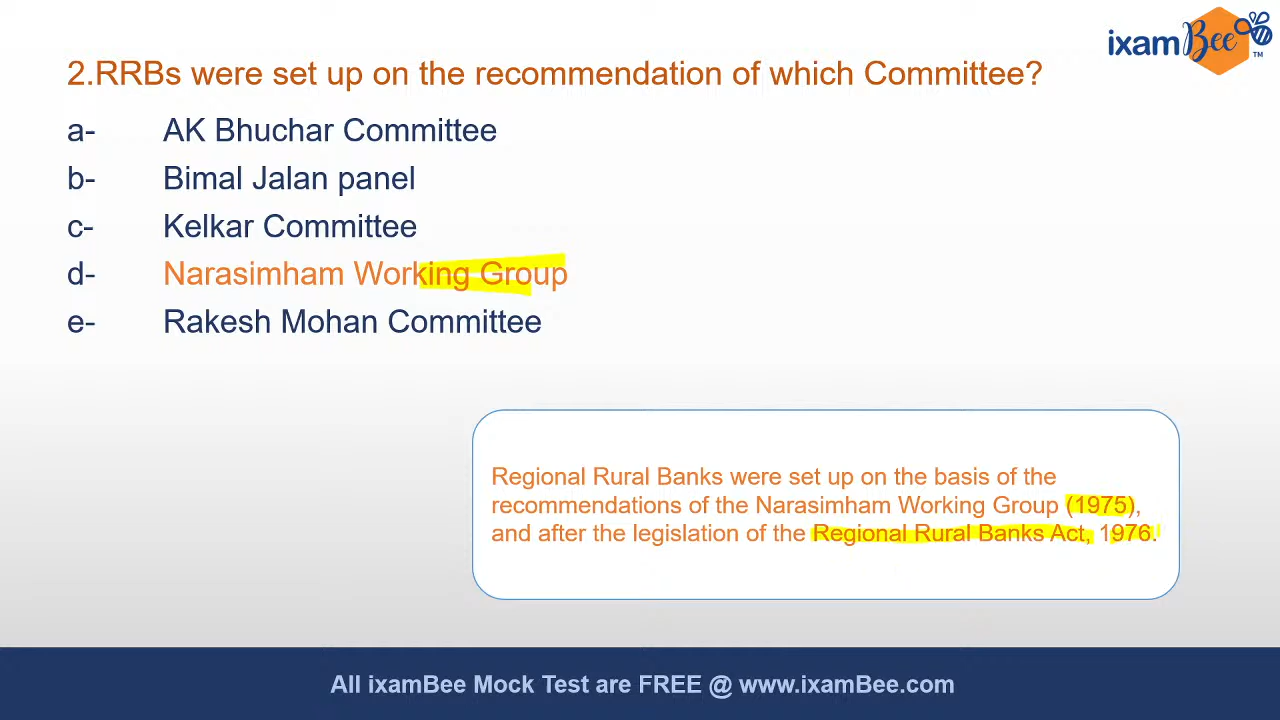 ixamBee™
2.RRBs were set up on the recommendation of which Committee?
a- AK Bhuchar Committee
b- Bimal Jalan panel
c- Kelkar Committee
d- Narasimham Working Group
e- Rakesh Mohan Committee
Regional Rural Banks were set up on the basis of the
recommendations of the Narasimham Working Group (1975),
and after the legislation of the Regional Rural Banks Act, 1976.
All ixamBee Mock Test are FREE @ www.ixamBee.com